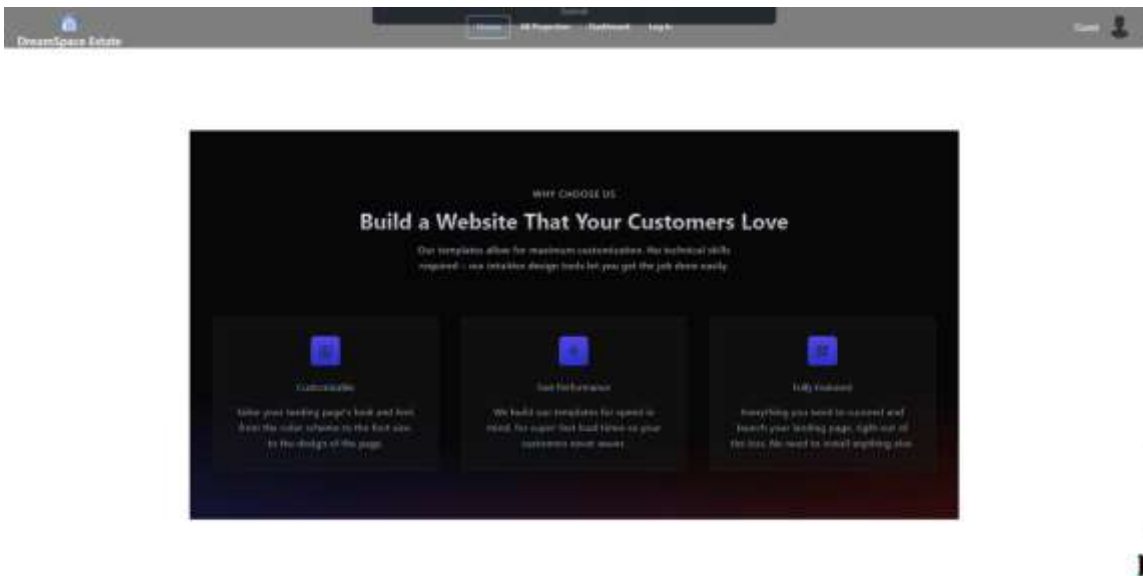 DreamSpace Estate
Home All Properties Dashboard Log In
Guest
WHY CHOOSE US
Build a Website That Your Customers Love
Our templates allow for maximum customization. No technical skills
required – our intuitive design tools let you get the job done easily.
Customizable
Tailor your landing page's look and feel,
from the color scheme to the font size,
to the design of the page.
Fast Performance
We build our templates for speed in
mind, for super-fast load times so your
customers never waver.
Fully Featured
Everything you need to succeed and
launch your landing page, right out of
the box. No need to install anything else.